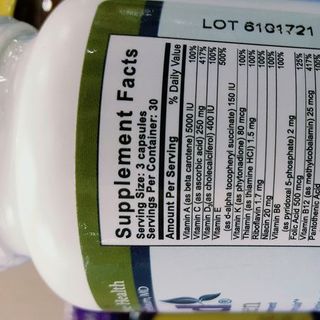 LOT 6101721
Supplement Facts
Serving Size: 3 capsules
Servings Per Container: 30
Amount Per Serving % Daily Value
Vitamin A (as beta carotene) 5000 IU 100%
Vitamin C (as ascorbic acid) 250 mg 417%
Vitamin D3 (as cholecalciferol) 400 IU 100%
Vitamin E 500%
(as d-alpha tocopheryl succinate) 150 IU
Vitamin K (as phytonadione) 80 mcg 100%
Thiamin (as thiamine HCl) 1.5 mg 100%
Riboflavin 1.7 mg 100%
Niacin 20 mg 100%
Vitamin B6 100%
(as pyridoxal 5-phosphate) 2 mg
Folic Acid 500 mcg 125%
Vitamin B12 (as methylcobalamin) 25 mcg 417%
Pantothenic Acid
Health
MD